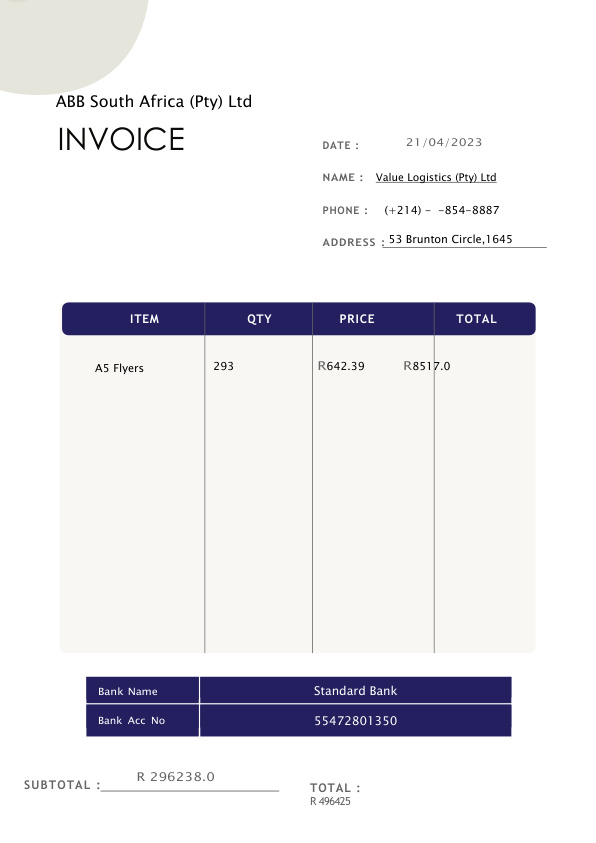 ABB South Africa (Pty) Ltd
INVOICE
DATE : 21/04/2023
NAME : Value Logistics (Pty) Ltd
PHONE : (+214) - -854-8887
ADDRESS : 53 Brunton Circle,1645
ITEM QTY PRICE TOTAL
A5 Flyers 293 R642.39 R8517.0
Bank Name Standard Bank
Bank Acc No 55472801350
SUBTOTAL : R 296238.0
TOTAL :
R 496425